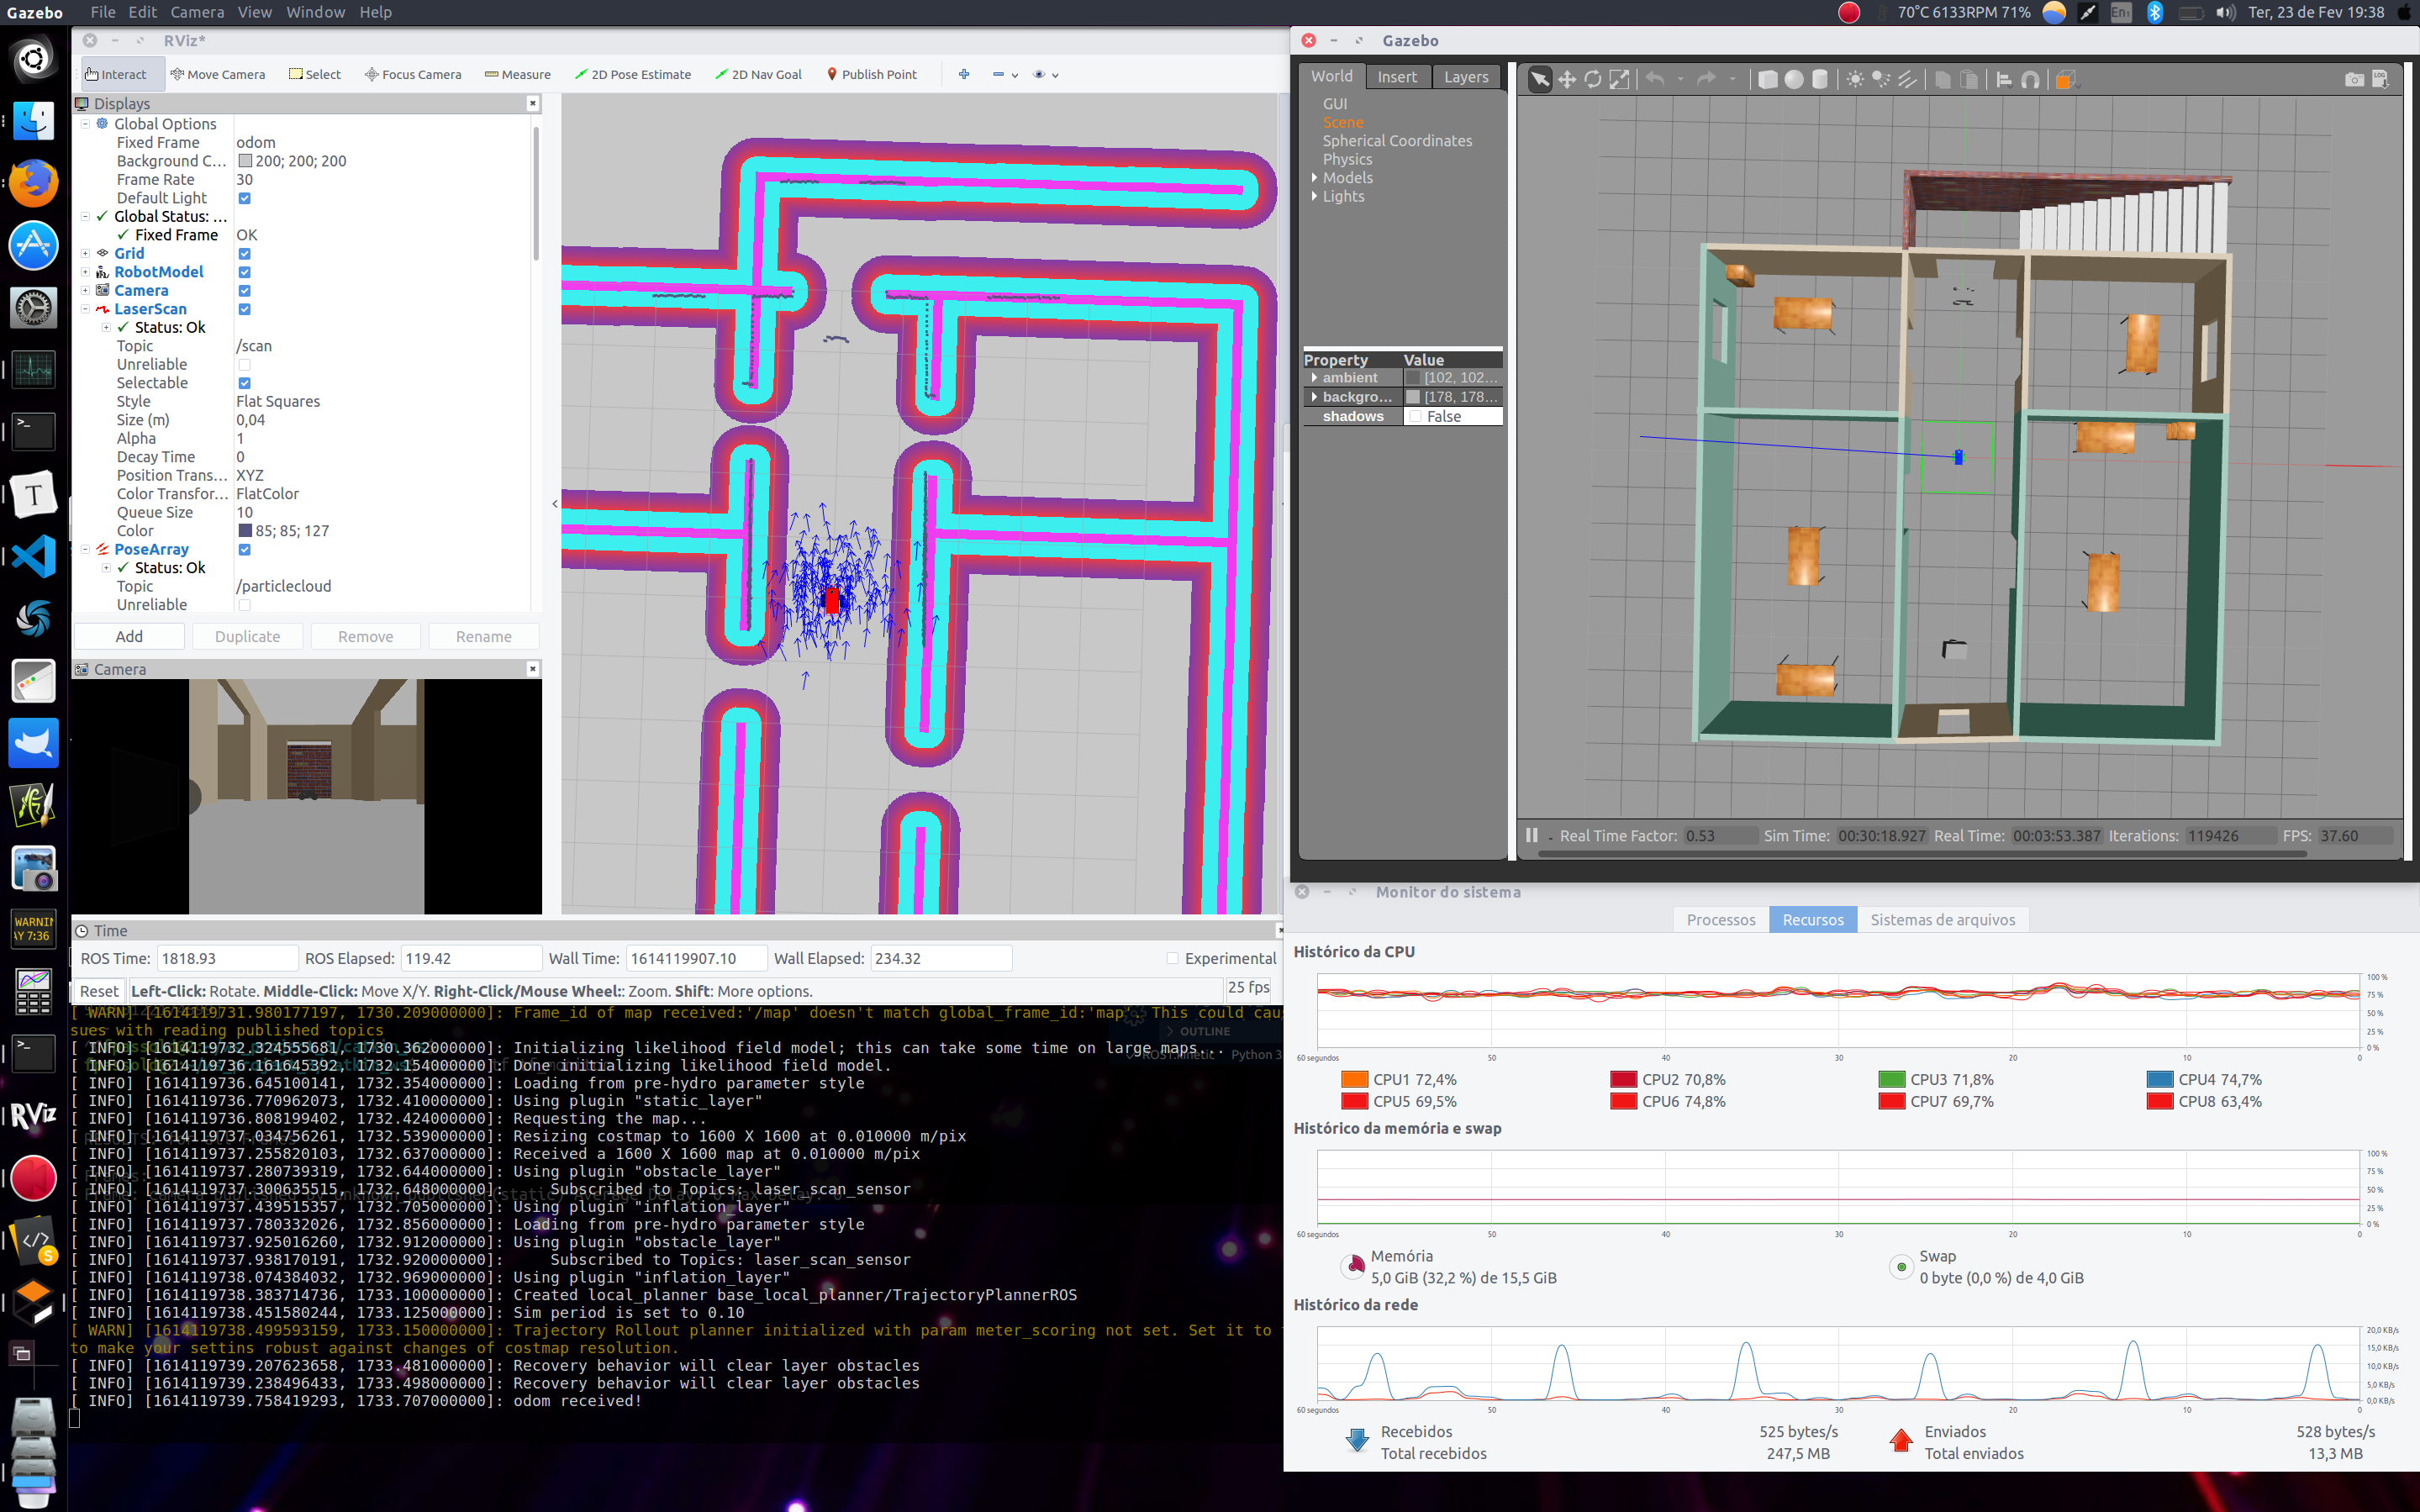 Gazebo File Edit Camera View Window Help
70°C 6133RPM 71% En1 Ter, 23 de Fev 19:38
RViz*
Interact Move Camera Select Focus Camera Measure 2D Pose Estimate 2D Nav Goal Publish Point
Displays
Global Options
Fixed Frame odom
Background C... 200; 200; 200
Frame Rate 30
Default Light
Global Status: ...
Fixed Frame OK
Grid
RobotModel
Camera
LaserScan
Status: Ok
Topic /scan
Unreliable
Selectable
Style Flat Squares
Size (m) 0,04
Alpha 1
Decay Time 0
Position Trans... XYZ
Color Transfor... FlatColor
Queue Size 10
Color 85; 85; 127
PoseArray
Status: Ok
Topic /particlecloud
Unreliable
Add Duplicate Remove Rename
Camera
Time
ROS Time: 1818.93 ROS Elapsed: 119.42 Wall Time: 1614119907.10 Wall Elapsed: 234.32 Experimental
Reset Left-Click: Rotate. Middle-Click: Move X/Y. Right-Click/Mouse Wheel:: Zoom. Shift: More options. 25 fps
[ WARN] [1614119731.980177197, 1730.209000000]: Frame_id of map received:'/map' doesn't match global_frame_id:'map'. This could cau
sues with reading published topics
[ INFO] [1614119732.324555681, 1730.362000000]: Initializing likelihood field model; this can take some time on large maps...
[ INFO] [1614119736.161645392, 1732.154000000]: Done initializing likelihood field model.
[ INFO] [1614119736.645100141, 1732.354000000]: Loading from pre-hydro parameter style
[ INFO] [1614119736.770962073, 1732.410000000]: Using plugin "static_layer"
[ INFO] [1614119736.808199402, 1732.424000000]: Requesting the map...
[ INFO] [1614119737.034756261, 1732.539000000]: Resizing costmap to 1600 X 1600 at 0.010000 m/pix
[ INFO] [1614119737.255820103, 1732.637000000]: Received a 1600 X 1600 map at 0.010000 m/pix
[ INFO] [1614119737.280739319, 1732.644000000]: Using plugin "obstacle_layer"
[ INFO] [1614119737.300635515, 1732.648000000]: Subscribed to Topics: laser_scan_sensor
[ INFO] [1614119737.439515357, 1732.705000000]: Using plugin "inflation_layer"
[ INFO] [1614119737.780332026, 1732.856000000]: Loading from pre-hydro parameter style
[ INFO] [1614119737.925016260, 1732.912000000]: Using plugin "obstacle_layer"
[ INFO] [1614119737.938170191, 1732.920000000]: Subscribed to Topics: laser_scan_sensor
[ INFO] [1614119738.074384032, 1732.969000000]: Using plugin "inflation_layer"
[ INFO] [1614119738.383714736, 1733.100000000]: Created local_planner base_local_planner/TrajectoryPlannerROS
[ INFO] [1614119738.451580244, 1733.125000000]: Sim period is set to 0.10
[ WARN] [1614119738.499593159, 1733.150000000]: Trajectory Rollout planner initialized with param meter_scoring not set. Set it to
to make your settins robust against changes of costmap resolution.
[ INFO] [1614119739.207623658, 1733.481000000]: Recovery behavior will clear layer obstacles
[ INFO] [1614119739.238496433, 1733.498000000]: Recovery behavior will clear layer obstacles
[ INFO] [1614119739.758419293, 1733.707000000]: odom received!
OUTLINE
Python 3
WARNIN
AY 7:36
RViz
Gazebo
World Insert Layers
GUI
Scene
Spherical Coordinates
Physics
Models
Lights
Property Value
ambient [102, 102...
backgro... [178, 178...
shadows False
Real Time Factor: 0.53 Sim Time: 00:30:18.927 Real Time: 00:03:53.387 Iterations: 119426 FPS: 37.60
Monitor do sistema
Processos Recursos Sistemas de arquivos
Histórico da CPU
100 %
75 %
50 %
25 %
0 %
60 segundos 50 40 30 20 10 0
CPU1 72,4% CPU2 70,8% CPU3 71,8% CPU4 74,7%
CPU5 69,5% CPU6 74,8% CPU7 69,7% CPU8 63,4%
Histórico da memória e swap
100 %
75 %
50 %
25 %
0 %
60 segundos 50 40 30 20 10 0
Memória Swap
5,0 GiB (32,2 %) de 15,5 GiB 0 byte (0,0 %) de 4,0 GiB
Histórico da rede
20,0 KB/s
15,0 KB/s
10,0 KB/s
5,0 KB/s
0,0 KB/s
60 segundos 50 40 30 20 10 0
Recebidos 525 bytes/s Enviados 528 bytes/s
Total recebidos 247,5 MB Total enviados 13,3 MB